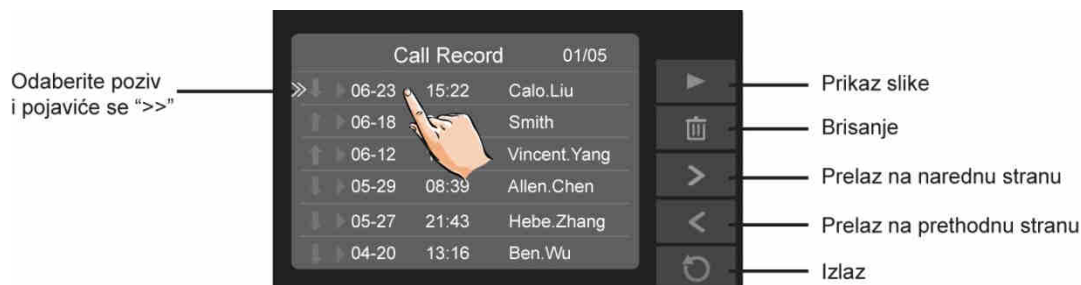 Call Record 01/05
Odaberite poziv
i pojaviće se “>>”
06-23 15:22 Calo.Liu
06-18 Smith
06-12 Vincent.Yang
05-29 08:39 Allen.Chen
05-27 21:43 Hebe.Zhang
04-20 13:16 Ben.Wu
Prikaz slike
Brisanje
Prelaz na narednu stranu
Prelaz na prethodnu stranu
Izlaz